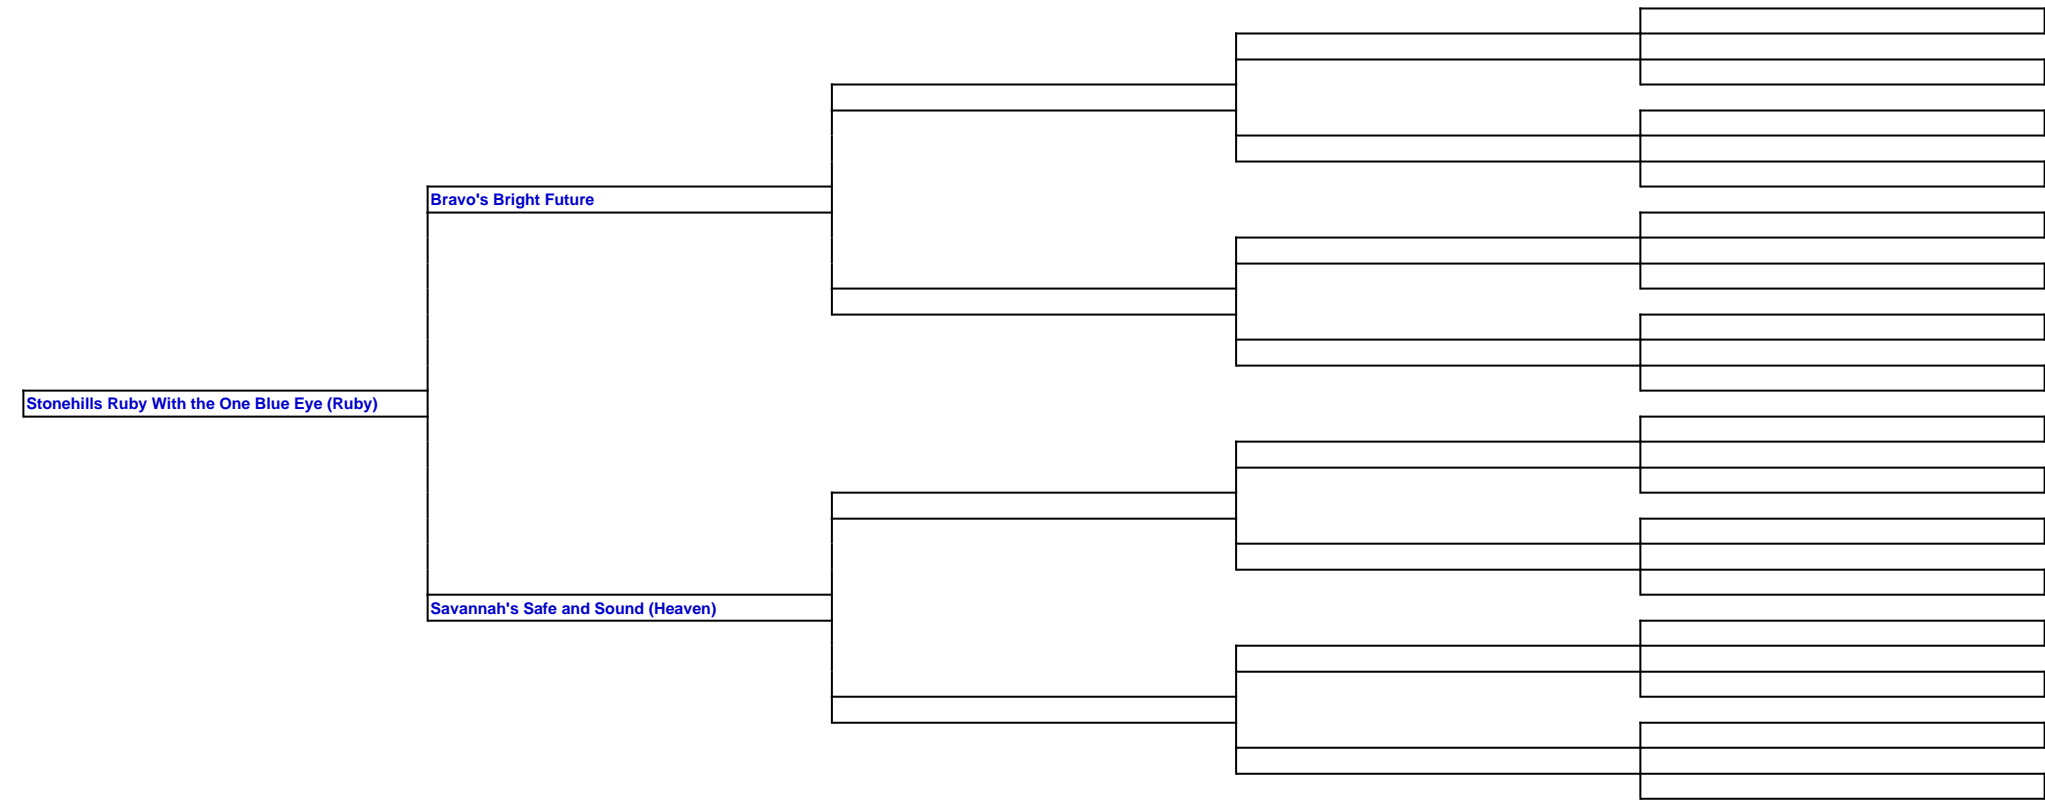 Bravo's Bright Future
Stonehills Ruby With the One Blue Eye (Ruby)
Savannah's Safe and Sound (Heaven)